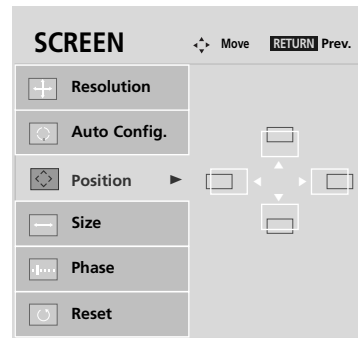 SCREEN Move RETURN Prev.
Resolution
Auto Config.
Position
Size
Phase
Reset